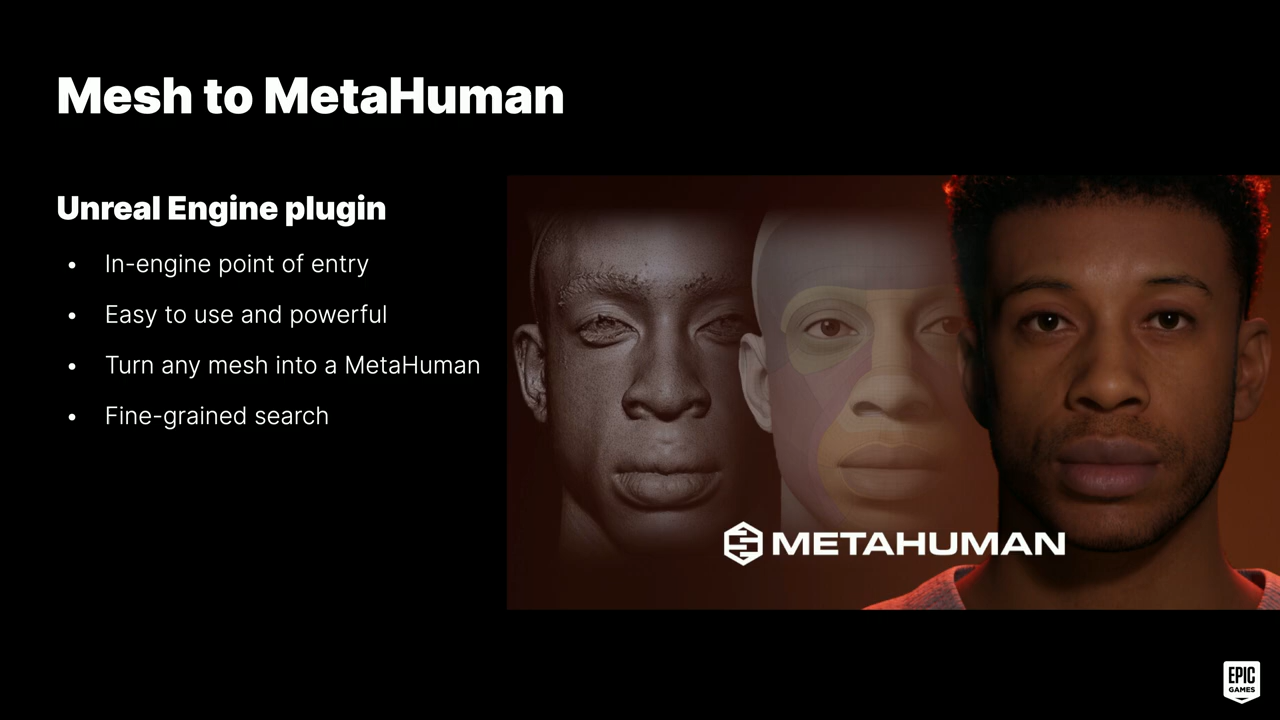 Mesh to MetaHuman
Unreal Engine plugin
• In-engine point of entry
• Easy to use and powerful
• Turn any mesh into a MetaHuman
• Fine-grained search
METAHUMAN
EPIC
GAMES